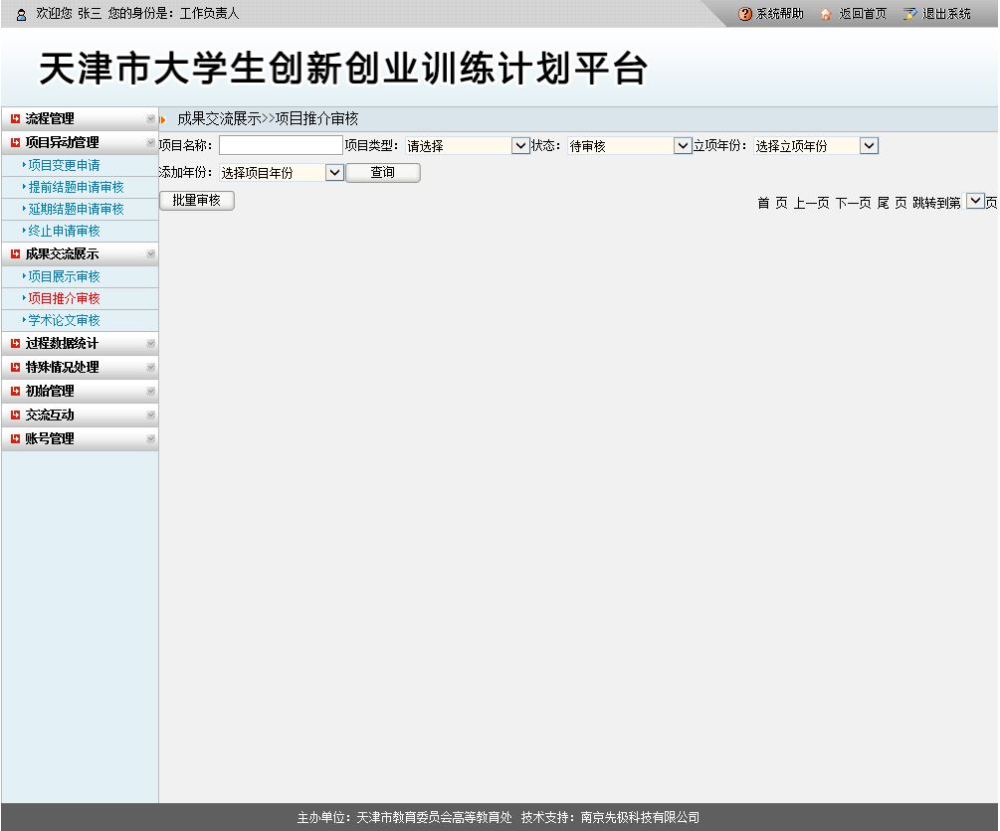 欢迎您 张三 您的身份是：工作负责人 系统帮助 返回首页 退出系统
天津市大学生创新创业训练计划平台
流程管理
项目异动管理
项目变更申请
提前结题申请审核
延期结题申请审核
终止申请审核
成果交流展示
项目展示审核
项目推介审核
学术论文审核
过程数据统计
特殊情况处理
初始管理
交流互动
账号管理
成果交流展示>>项目推介审核
项目名称： 项目类型： 请选择 状态： 待审核 立项年份： 选择立项年份
添加年份： 选择项目年份 查询
批量审核 首 页 上一页 下一页 尾 页 跳转到第 页
主办单位：天津市教育委员会高等教育处 技术支持：南京先极科技有限公司